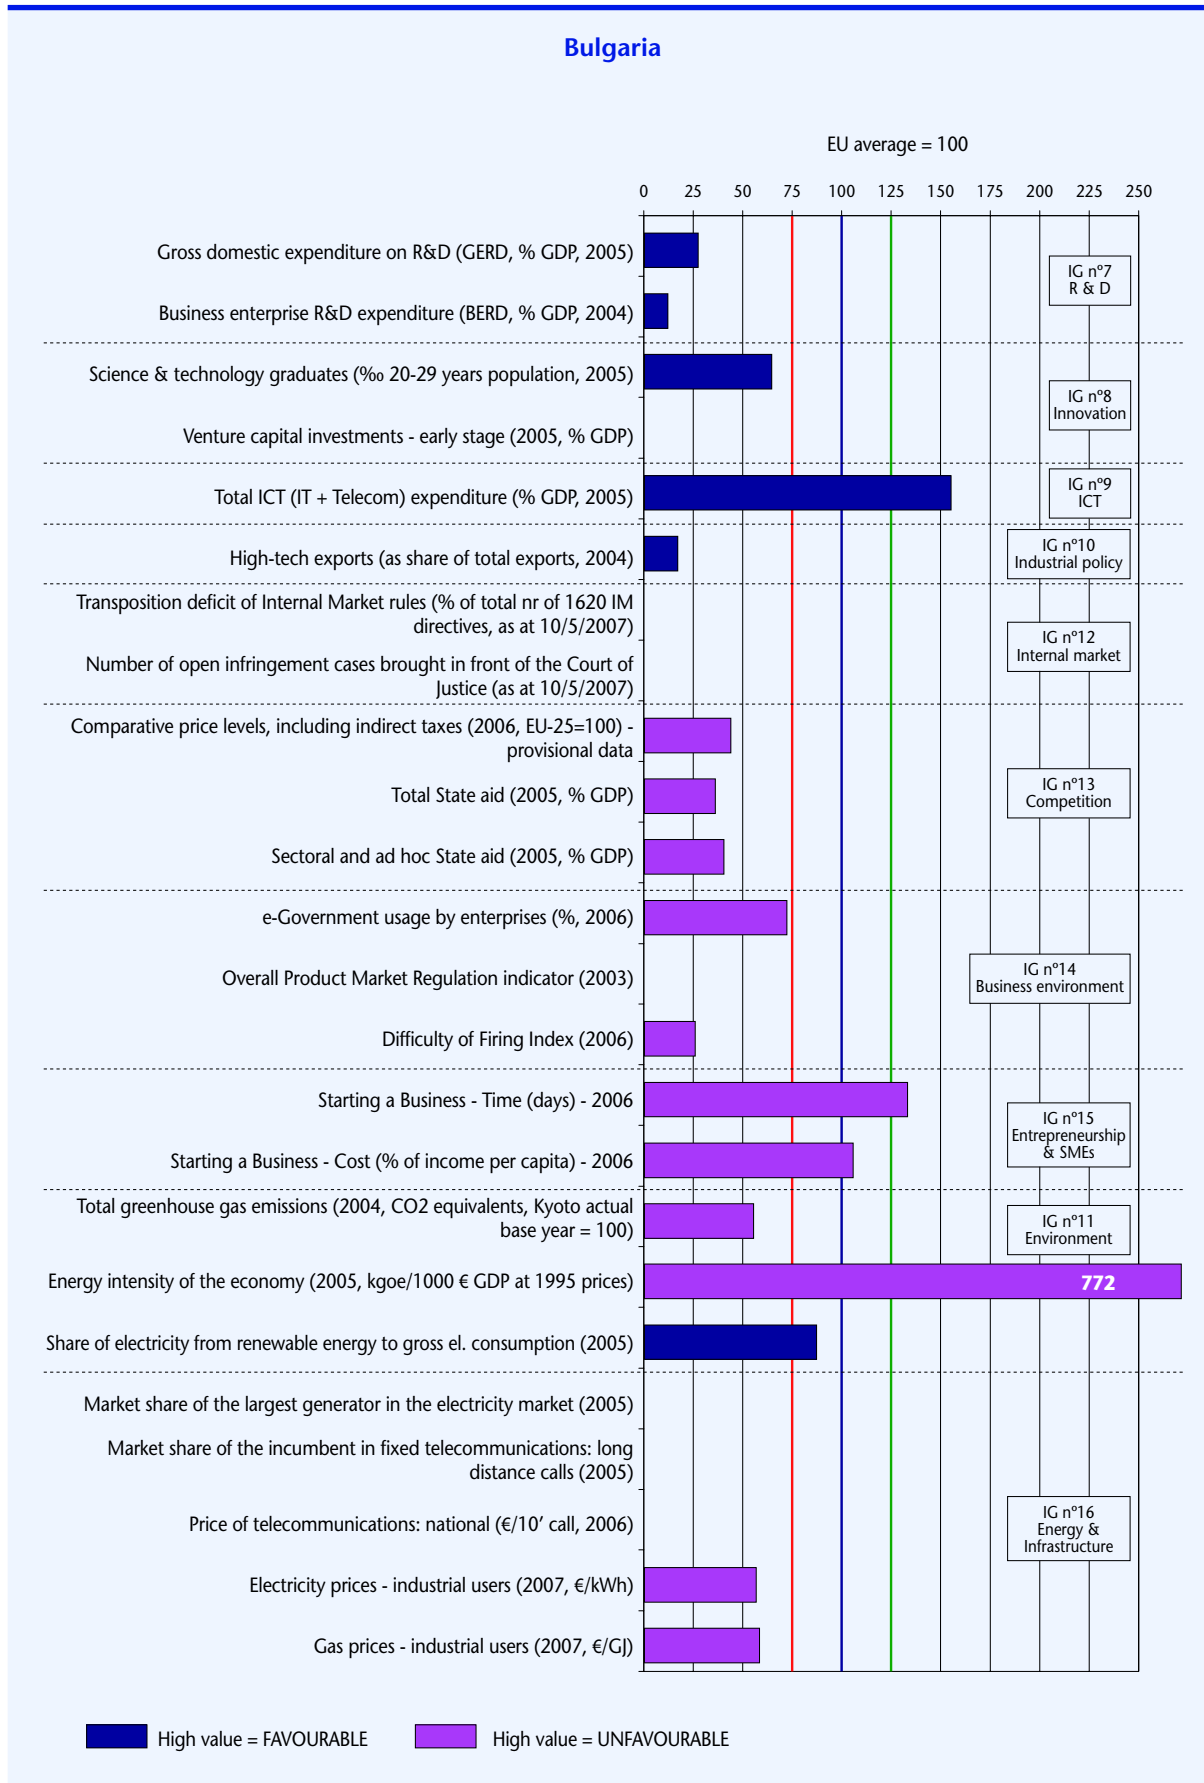 Bulgaria
EU average = 100
0 25 50 75 100 125 150 175 200 225 250
Gross domestic expenditure on R&D (GERD, % GDP, 2005)
IG nº7
R & D
Business enterprise R&D expenditure (BERD, % GDP, 2004)
Science & technology graduates (‰ 20-29 years population, 2005)
IG nº8
Innovation
Venture capital investments - early stage (2005, % GDP)
Total ICT (IT + Telecom) expenditure (% GDP, 2005)
IG nº9
ICT
High-tech exports (as share of total exports, 2004)
IG nº10
Industrial policy
Transposition deficit of Internal Market rules (% of total nr of 1620 IM
directives, as at 10/5/2007)
IG nº12
Internal market
Number of open infringement cases brought in front of the Court of
Justice (as at 10/5/2007)
Comparative price levels, including indirect taxes (2006, EU-25=100) -
provisional data
Total State aid (2005, % GDP)
IG nº13
Competition
Sectoral and ad hoc State aid (2005, % GDP)
e-Government usage by enterprises (%, 2006)
Overall Product Market Regulation indicator (2003)
IG nº14
Business environment
Difficulty of Firing Index (2006)
Starting a Business - Time (days) - 2006
IG nº15
Entrepreneurship
& SMEs
Starting a Business - Cost (% of income per capita) - 2006
Total greenhouse gas emissions (2004, CO2 equivalents, Kyoto actual
base year = 100)
IG nº11
Environment
Energy intensity of the economy (2005, kgoe/1000 € GDP at 1995 prices)
772
Share of electricity from renewable energy to gross el. consumption (2005)
Market share of the largest generator in the electricity market (2005)
Market share of the incumbent in fixed telecommunications: long
distance calls (2005)
Price of telecommunications: national (€/10’ call, 2006)
IG nº16
Energy &
Infrastructure
Electricity prices - industrial users (2007, €/kWh)
Gas prices - industrial users (2007, €/GJ)
High value = FAVOURABLE
High value = UNFAVOURABLE